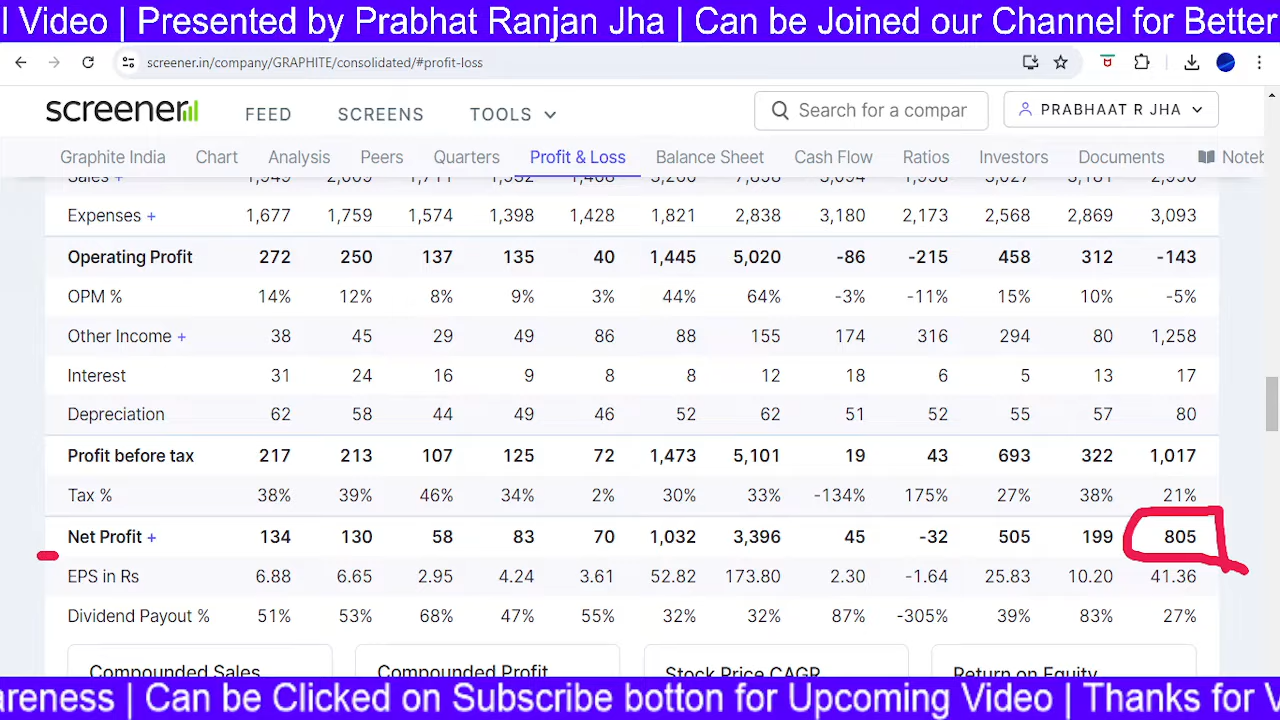 l Video | Presented by Prabhat Ranjan Jha | Can be Joined our Channel for Better
screener.in/company/GRAPHITE/consolidated/#profit-loss
screener FEED SCREENS TOOLS Search for a compar PRABHAAT R JHA
Graphite India Chart Analysis Peers Quarters Profit & Loss Balance Sheet Cash Flow Ratios Investors Documents Noteb
Sales +
Expenses + 1,677 1,759 1,574 1,398 1,428 1,821 2,838 3,180 2,173 2,568 2,869 3,093
Operating Profit 272 250 137 135 40 1,445 5,020 -86 -215 458 312 -143
OPM % 14% 12% 8% 9% 3% 44% 64% -3% -11% 15% 10% -5%
Other Income + 38 45 29 49 86 88 155 174 316 294 80 1,258
Interest 31 24 16 9 8 8 12 18 6 5 13 17
Depreciation 62 58 44 49 46 52 62 51 52 55 57 80
Profit before tax 217 213 107 125 72 1,473 5,101 19 43 693 322 1,017
Tax % 38% 39% 46% 34% 2% 30% 33% -134% 175% 27% 38% 21%
Net Profit + 134 130 58 83 70 1,032 3,396 45 -32 505 199 805
EPS in Rs 6.88 6.65 2.95 4.24 3.61 52.82 173.80 2.30 -1.64 25.83 10.20 41.36
Dividend Payout % 51% 53% 68% 47% 55% 32% 32% 87% -305% 39% 83% 27%
Compounded Sales Compounded Profit Stock Price CAGR Return on Equity
areness | Can be Clicked on Subscribe botton for Upcoming Video | Thanks for V